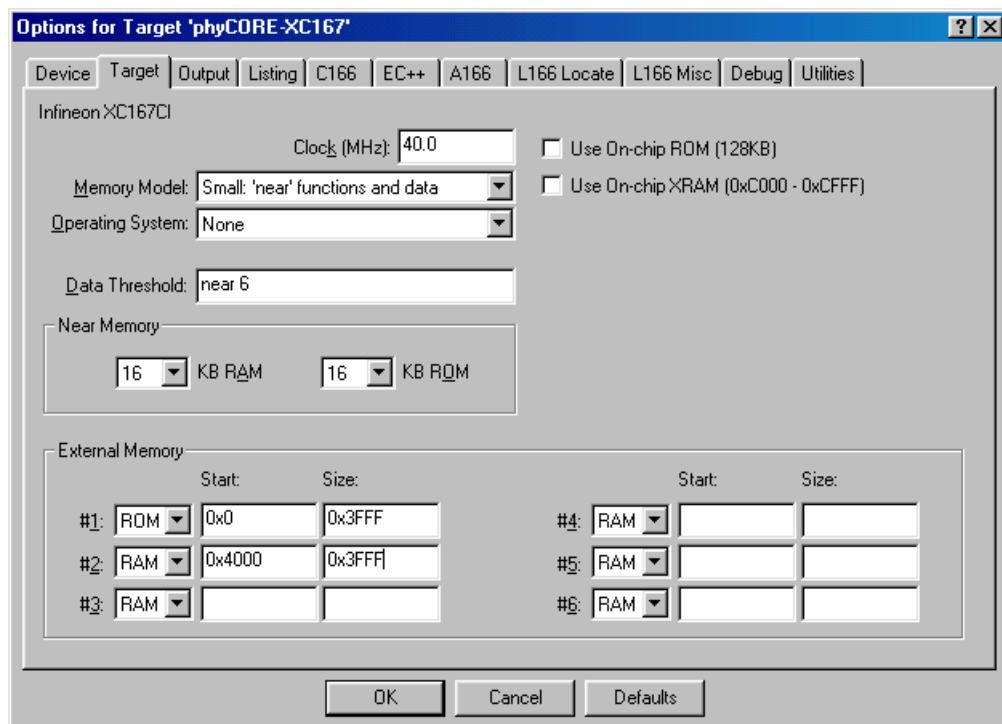 Options for Target 'phyCORE-XC167'
Device Target Output Listing C166 EC++ A166 L166 Locate L166 Misc Debug Utilities
Infineon XC167CI
Clock (MHz): 40.0
Use On-chip ROM (128KB)
Memory Model: Small: 'near' functions and data
Use On-chip XRAM (0xC000 - 0xCFFF)
Operating System: None
Data Threshold: near 6
Near Memory
16 KB RAM 16 KB ROM
External Memory
Start: Size: Start: Size:
#1: ROM 0x0 0x3FFF #4: RAM
#2: RAM 0x4000 0x3FFF #5: RAM
#3: RAM #6: RAM
OK Cancel Defaults